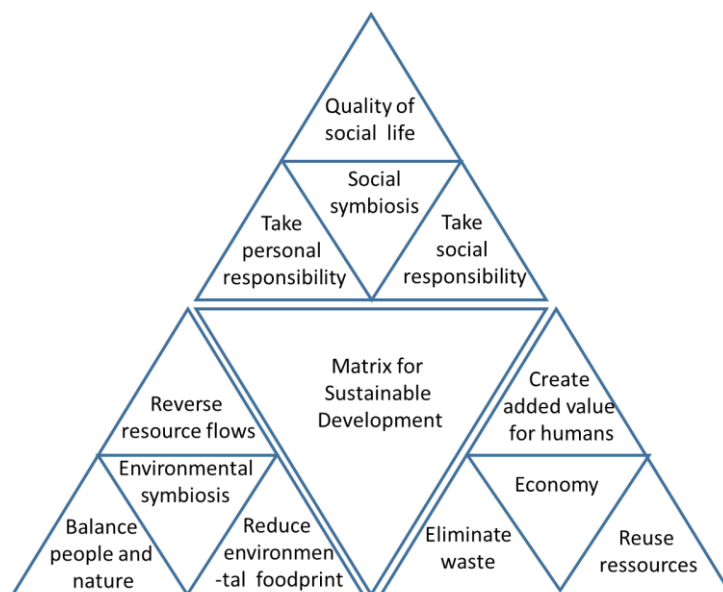 Quality of
social life
Social
symbiosis
Take
personal
responsibility
Take
social
responsibility
Matrix for
Sustainable
Development
Reverse
resource flows
Environmental
symbiosis
Balance
people and
nature
Reduce
environmen
-tal foodprint
Create
added value
for humans
Economy
Eliminate
waste
Reuse
ressources